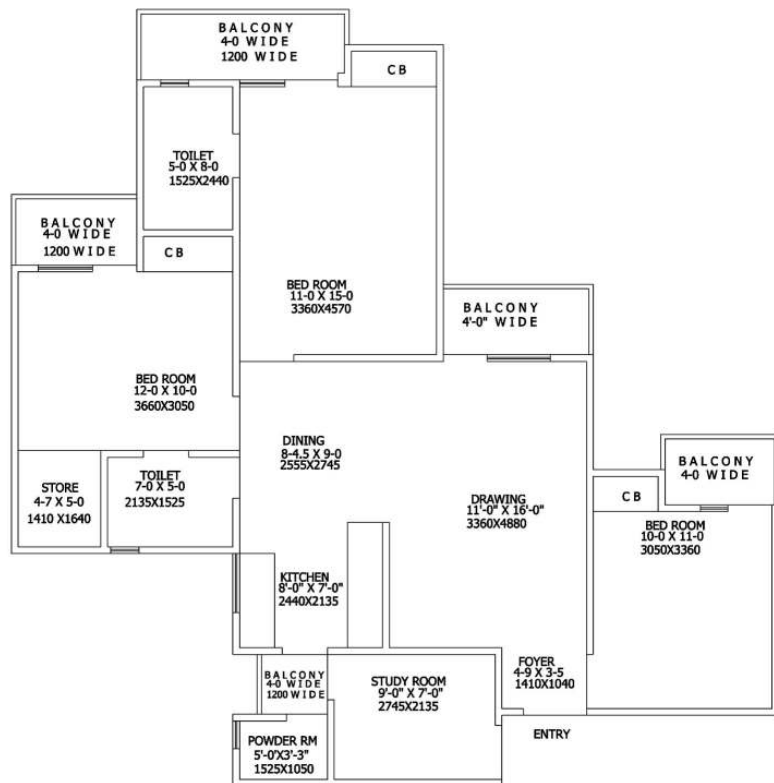 BALCONY
4-0 WIDE
1200 WIDE
CB
TOILET
5-0 X 8-0
1525X2440
BALCONY
4-0 WIDE
1200 WIDE
CB
BED ROOM
11-0 X 15-0
3360X4570
BALCONY
4'-0" WIDE
BED ROOM
12-0 X 10-0
3660X3050
DINING
8-4.5 X 9-0
2555X2745
STORE
4-7 X 5-0
1410 X1640
TOILET
7-0 X 5-0
2135X1525
DRAWING
11'-0" X 16'-0"
3360X4880
BALCONY
4-0 WIDE
CB
BED ROOM
10-0 X 11-0
3050X3360
KITCHEN
8'-0" X 7'-0"
2440X2135
BALCONY
4-0 WIDE
1200 WIDE
STUDY ROOM
9'-0" X 7'-0"
2745X2135
FOYER
4-9 X 3-5
1410X1040
POWDER RM
5'-0'X3'-3"
1525X1050
ENTRY